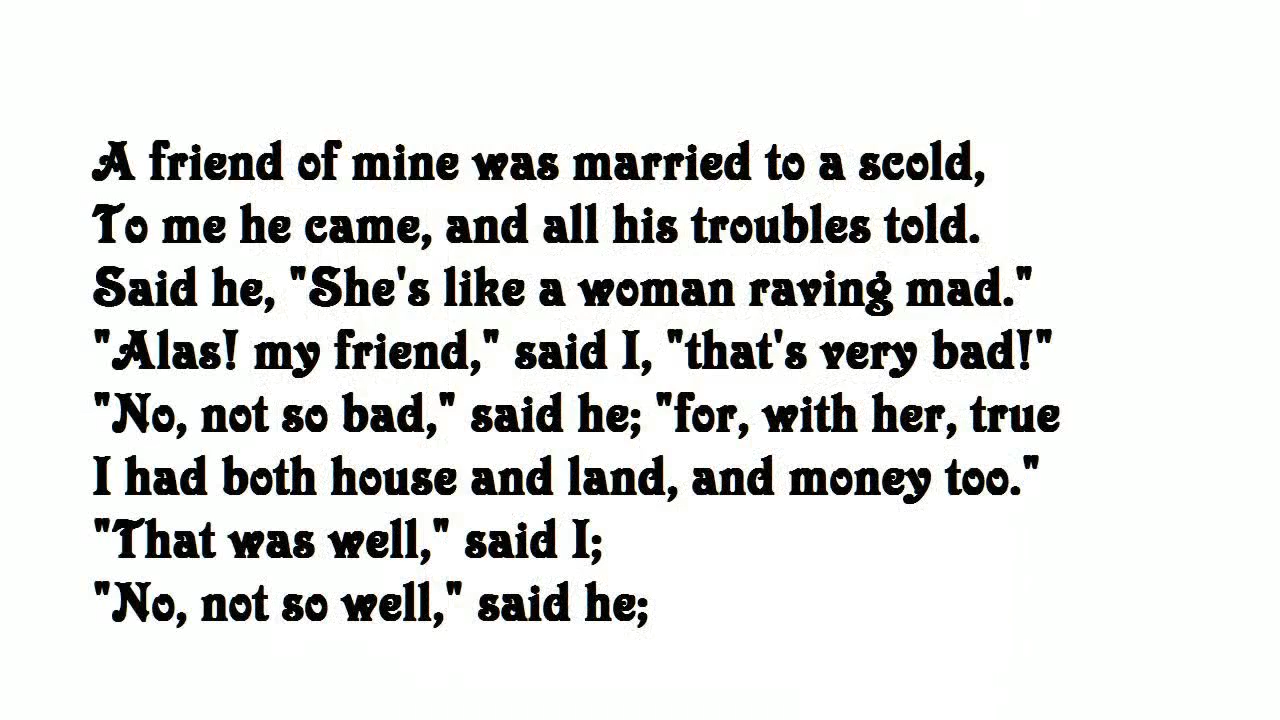 A friend of mine was married to a scold,
To me he came, and all his troubles told.
Said he, "She's like a woman raving mad."
"Alas! my friend," said I, "that's very bad!"
"No, not so bad," said he; "for, with her, true
I had both house and land, and money too."
"That was well," said I;
"No, not so well," said he;